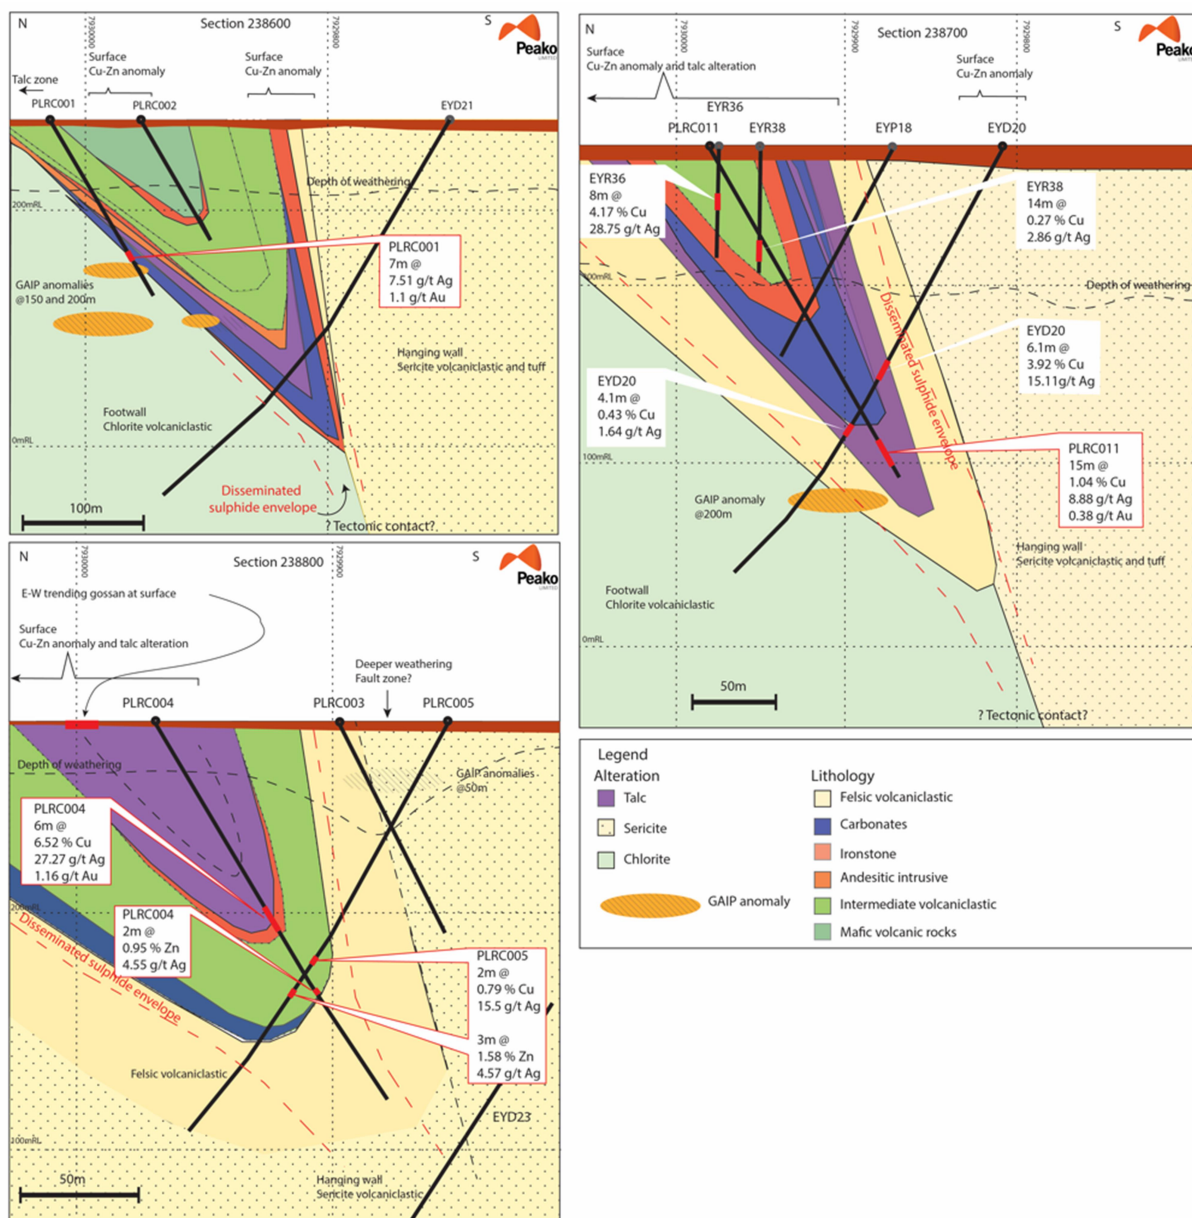 N
Section 238600
S
Peako
LIMITED
7930000
7929800
Surface
Cu-Zn anomaly
Surface
Cu-Zn anomaly
Talc zone
PLRC001
PLRC002
EYD21
Depth of weathering
200mRL
PLRC001
7m @
7.51 g/t Ag
1.1 g/t Au
GAIP anomalies
@150 and 200m
Hanging wall
Sericite volcaniclastic and tuff
Footwall
Chlorite volcaniclastic
0mRL
Disseminated
sulphide envelope
100m
? Tectonic contact?
N
Section 238700
S
Peako
LIMITED
7930000
7929900
7929800
Surface
Cu-Zn anomaly and talc alteration
Surface
Cu-Zn anomaly
EYR36
PLRC011
EYR38
EYP18
EYD20
EYR36
8m @
4.17 % Cu
28.75 g/t Ag
EYR38
14m @
0.27 % Cu
2.86 g/t Ag
Depth of weathering
Disseminated sulphide envelope
EYD20
6.1m @
3.92 % Cu
15.11g/t Ag
EYD20
4.1m @
0.43 % Cu
1.64 g/t Ag
PLRC011
15m @
1.04 % Cu
8.88 g/t Ag
0.38 g/t Au
100mRL
GAIP anomaly
@200m
Hanging wall
Sericite volcaniclastic and tuff
Footwall
Chlorite volcaniclastic
0mRL
50m
? Tectonic contact?
N
Section 238800
S
Peako
LIMITED
7930000
7929900
E-W trending gossan at surface
Surface
Cu-Zn anomaly and talc alteration
Deeper weathering
Fault zone?
PLRC004
PLRC003
PLRC005
Depth of weathering
GAIP anomalies
@50m
PLRC004
6m @
6.52 % Cu
27.27 g/t Ag
1.16 g/t Au
200mRL
PLRC004
2m @
0.95 % Zn
4.55 g/t Ag
Disseminated sulphide envelope
PLRC005
2m @
0.79 % Cu
15.5 g/t Ag
3m @
1.58 % Zn
4.57 g/t Ag
Felsic volcaniclastic
EYD23
100mRL
50m
Hanging wall
Sericite volcaniclastic
Legend
Alteration
Talc
Sericite
Chlorite
GAIP anomaly
Lithology
Felsic volcaniclastic
Carbonates
Ironstone
Andesitic intrusive
Intermediate volcaniclastic
Mafic volcanic rocks